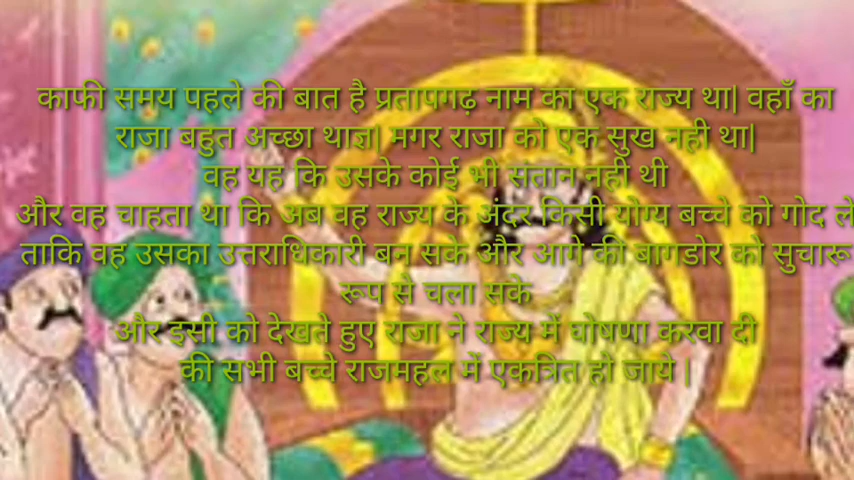 काफी समय पहले की बात है प्रतापगढ़ नाम का एक राज्य था| वहाँ का
राजा बहुत अच्छा थाज्ञ| मगर राजा को एक सुख नही था|
वह यह कि उसके कोई भी संतान नही थी
और वह चाहता था कि अब वह राज्य के अंदर किसी योग्य बच्चे को गोद ले
ताकि वह उसका उत्तराधिकारी बन सके और आगे की बागडोर को सुचारू
रूप से चला सके
और इसी को देखते हुए राजा ने राज्य में घोषणा करवा दी
की सभी बच्चे राजमहल में एकत्रित हो जाये |